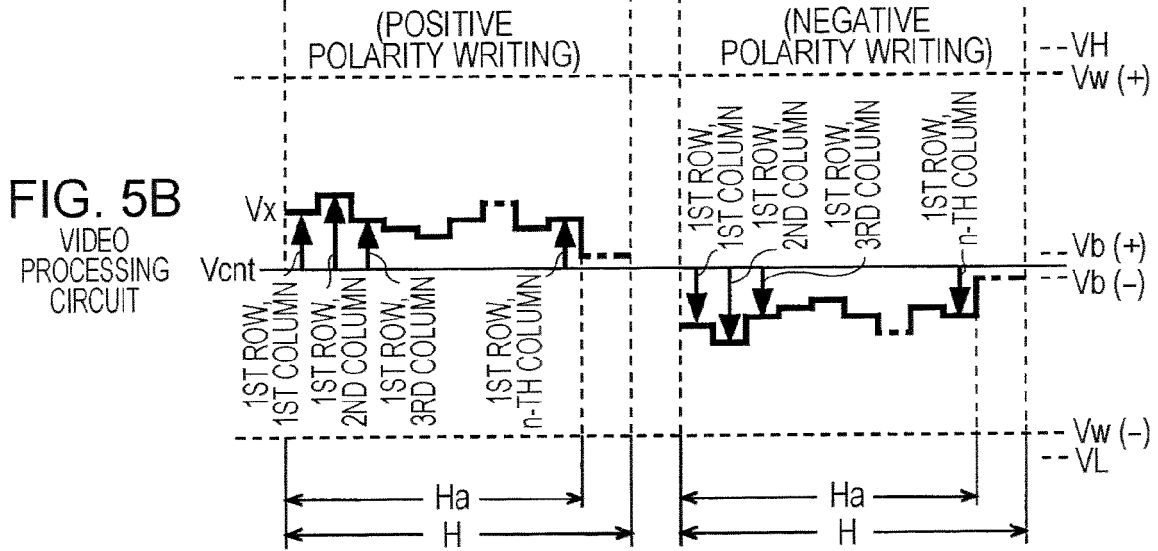 (POSITIVE
POLARITY WRITING)
(NEGATIVE
POLARITY WRITING)
VH
Vw (+)
1ST ROW,
1ST COLUMN
1ST ROW,
2ND COLUMN
1ST ROW,
3RD COLUMN
1ST ROW,
n-TH COLUMN
FIG. 5B
VIDEO
PROCESSING
CIRCUIT
Vx
Vcnt
Vb (+)
Vb (−)
1ST ROW,
1ST COLUMN
1ST ROW,
2ND COLUMN
1ST ROW,
3RD COLUMN
1ST ROW,
n-TH COLUMN
Vw (−)
VL
Ha
H
Ha
H